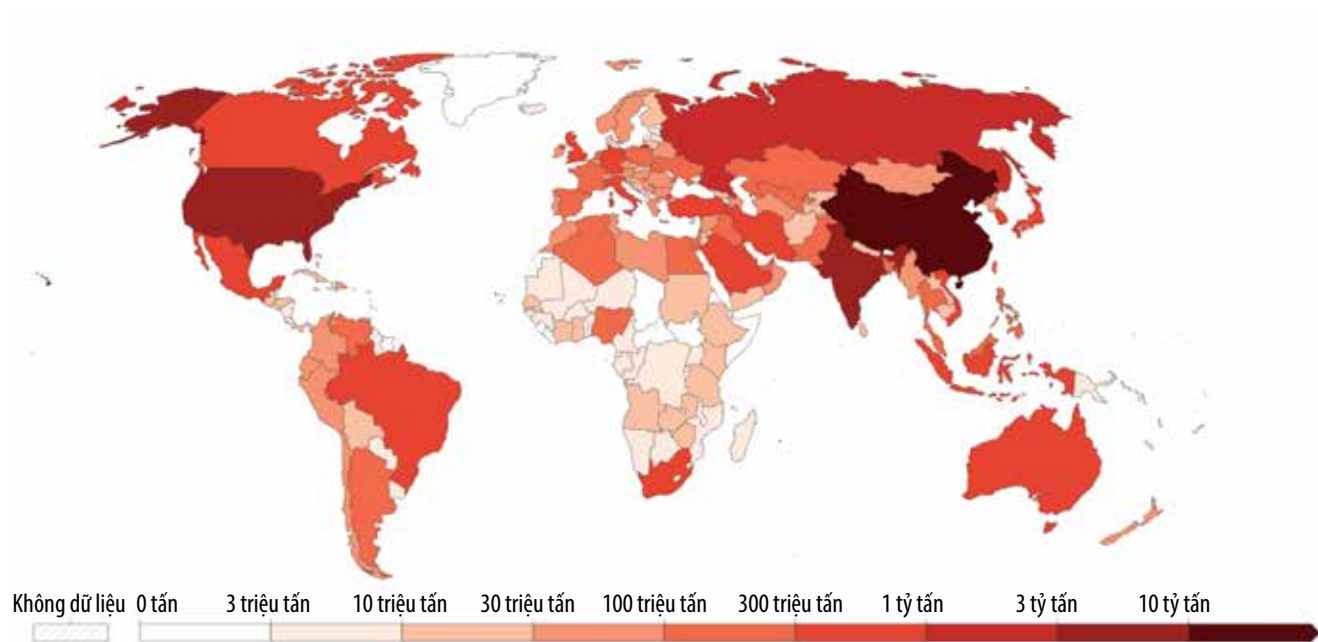 Không dữ liệu 0 tấn 3 triệu tấn 10 triệu tấn 30 triệu tấn 100 triệu tấn 300 triệu tấn 1 tỷ tấn 3 tỷ tấn 10 tỷ tấn